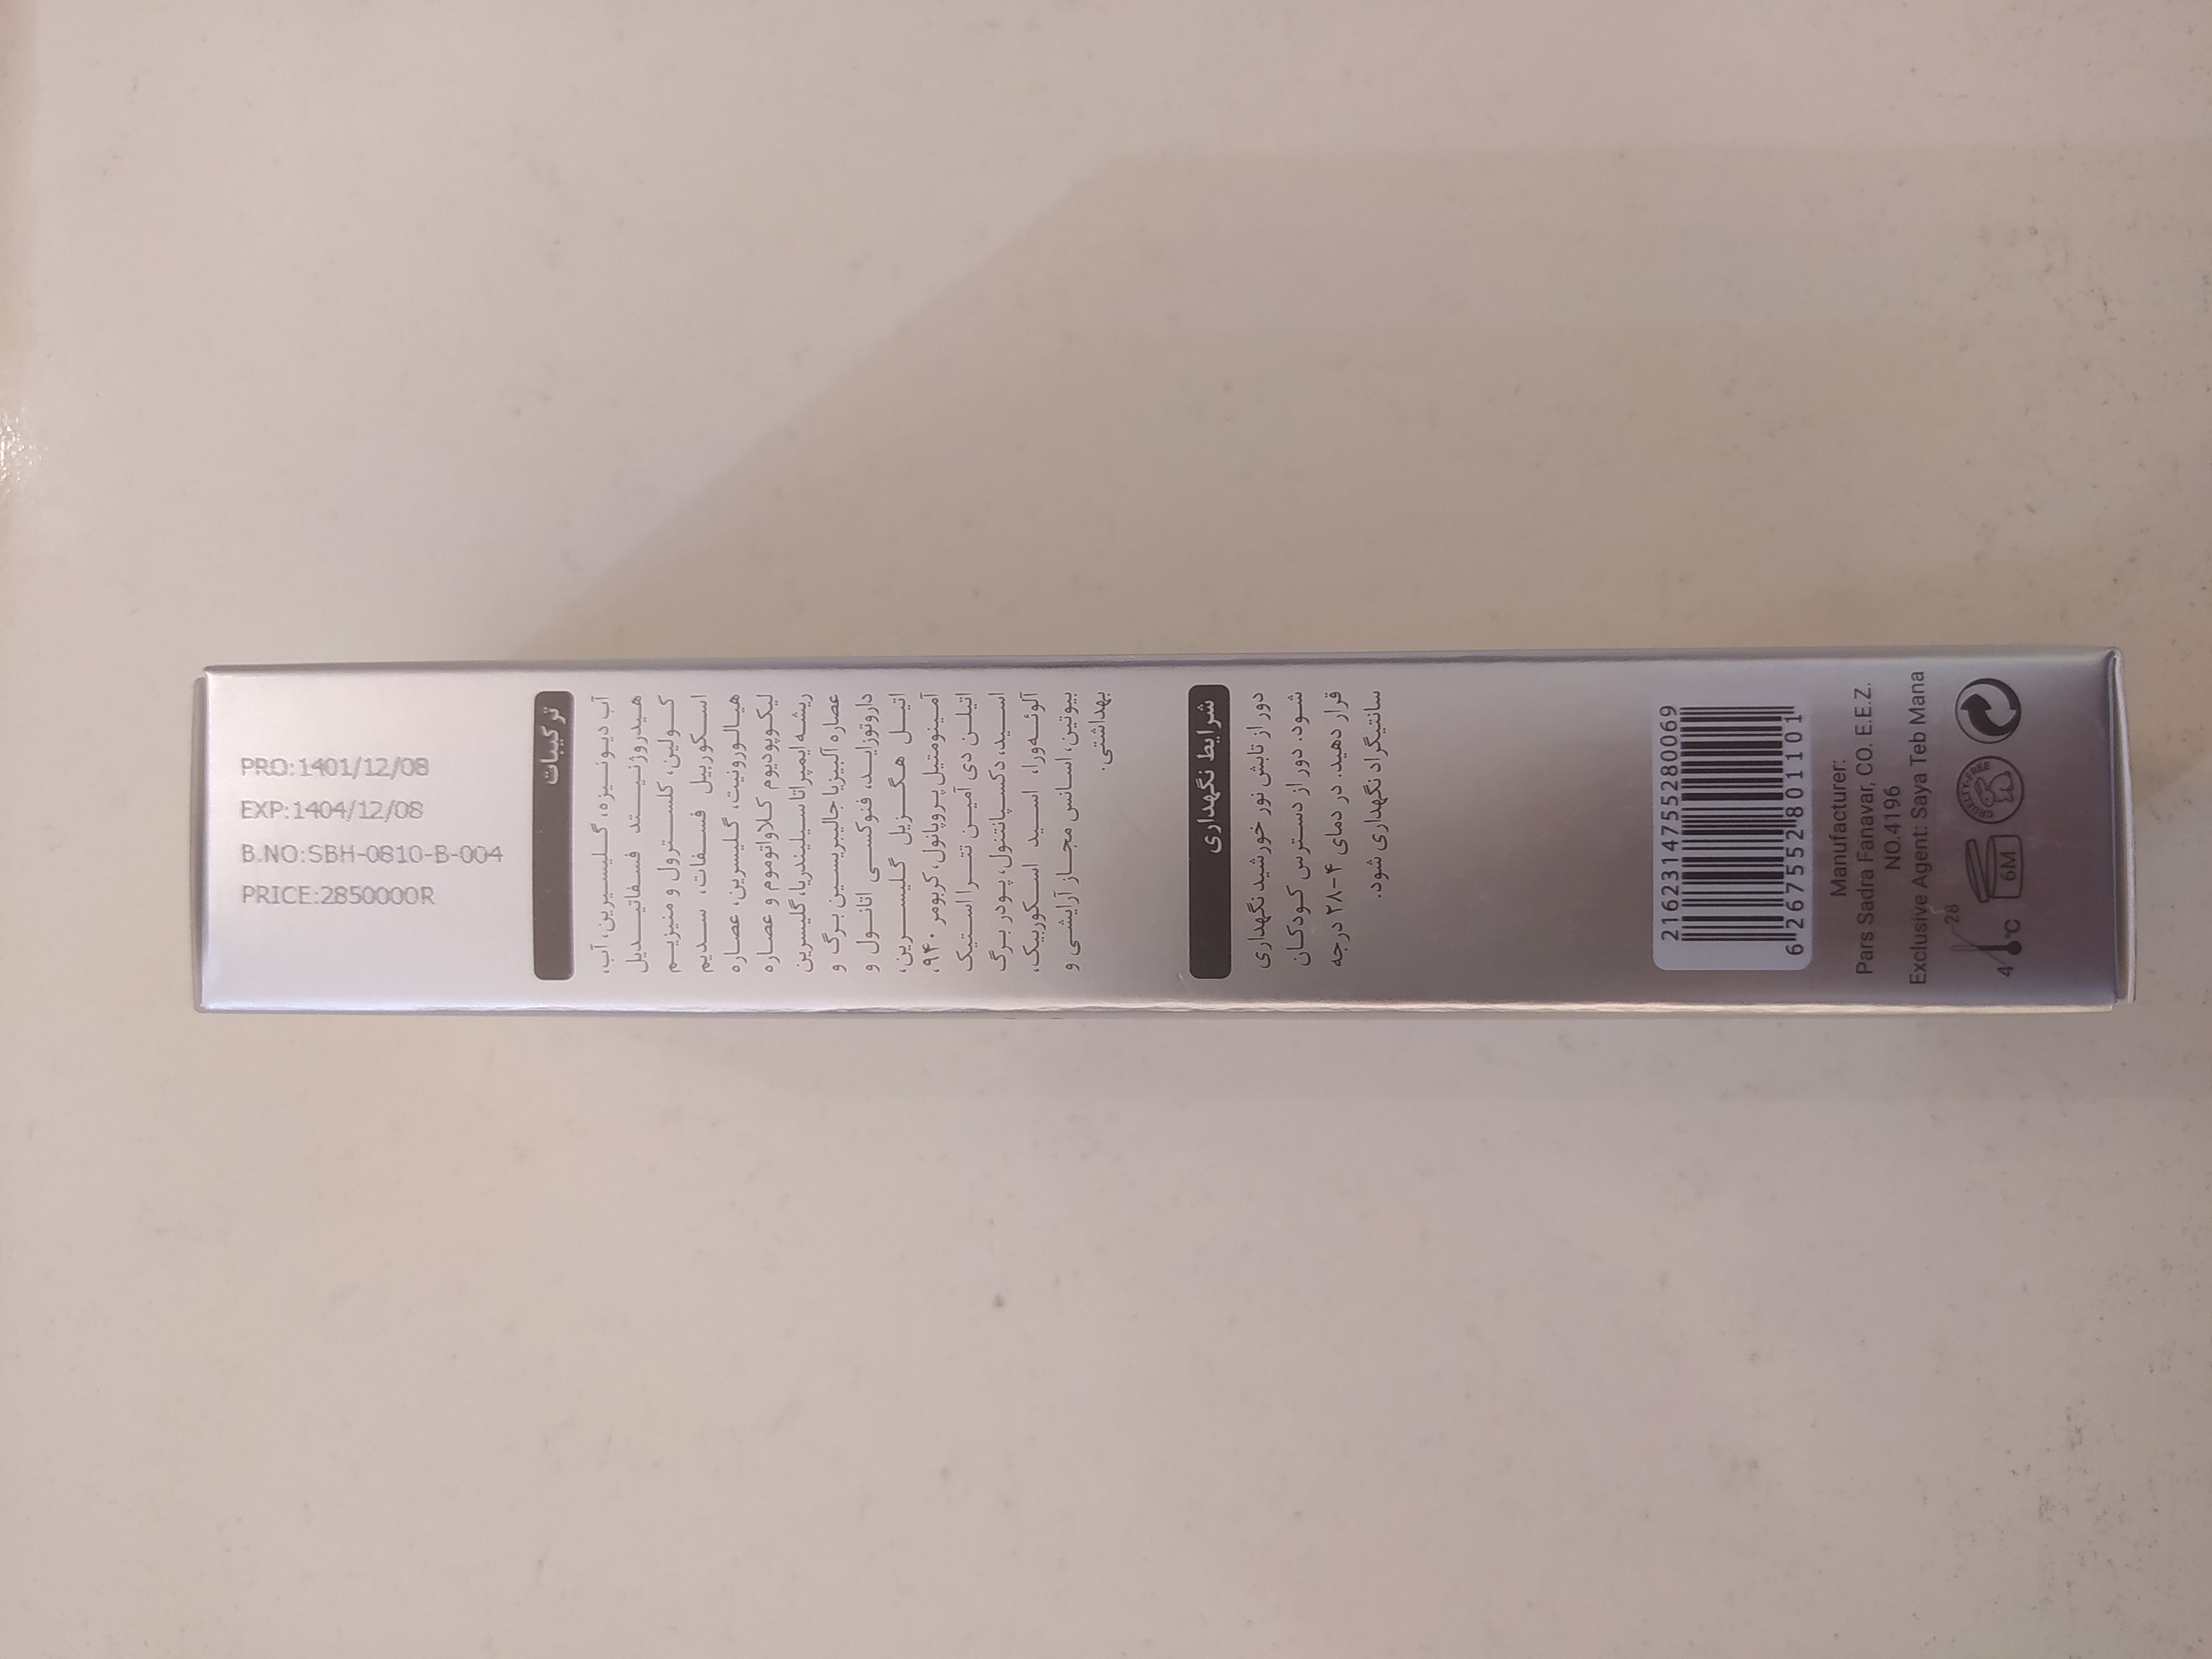 PRO:1401/12/08
EXP:1404/12/08
B.NO:SBH-0810-B-004
PRICE:2850000R
ترکیبات
آب دیونیزه، گلیسیرین، آب،
هیدروژنیتد فسفاتیدیل
کولین، کلسترول و منیزیم
اسکوربیل فسفات، سدیم
هیالورونیت، گلیسرین، عصاره
لیکوپودیوم کلاواتوموم و عصاره
ریشه ایمپراتا سیلیندریا، گلیسرین
عصاره آلبیزیا جالیبریسین برگ و
داروتوزاید، فنوکسی اتانول و
اتیل هگزیل گلیسرین،
آمینومتیل پروپانول، کربومر ۹۴۰،
اتیلن دی آمین تترا استیک
اسید، دکسپانتنول، پودر برگ
آلوئه‌ورا، اسید اسکوربیک،
بیوتین، اسانس مجاز آرایشی و
بهداشتی.
شرایط نگهداری
دور از تابش نور خورشید نگهداری
شود. دور از دسترس کودکان
قرار دهید. در دمای ۴-۲۸ درجه
سانتیگراد نگهداری شود.
2162314755280069
6267552801101
Manufacturer:
Pars Sadra Fanavar, CO. E.E.Z.
NO.4196
Exclusive Agent: Saya Teb Mana
4 °C 28
6M
CRUELTY-FREE